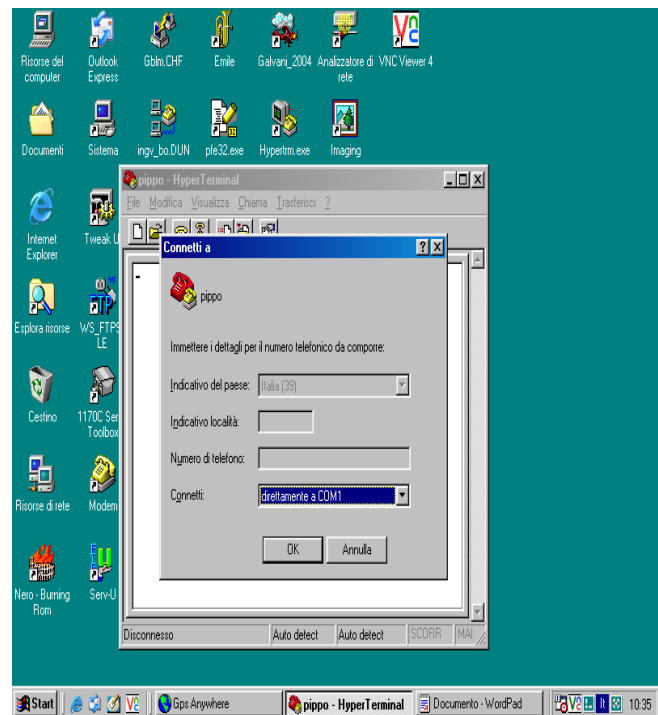 Risorse del computer
Outlook Express
Gblm.CHF
Emile
Galvani_2004
Analizzatore di rete
VNC Viewer 4
Documenti
Sistema
ingv_bo.DUN
pfe32.exe
Hypertrm.exe
Imaging
Internet Explorer
Tweak U
Esplora risorse
WS_FTP9 LE
Cestino
1170C Ser Toolbox
Risorse di rete
Modem
Nero - Burning Rom
Serv-U
pippo - HyperTerminal
File Modifica Visualizza Chiama Trasferisci ?
Connetti a
pippo
Immettere i dettagli per il numero telefonico da comporre:
Indicativo del paese: Italia (39)
Indicativo località:
Numero di telefono:
Connetti: direttamente a COM1
OK Annulla
Disconnesso Auto detect Auto detect SCORR MAI
Start Gps Anywhere pippo - HyperTerminal Documento - WordPad It 10:35